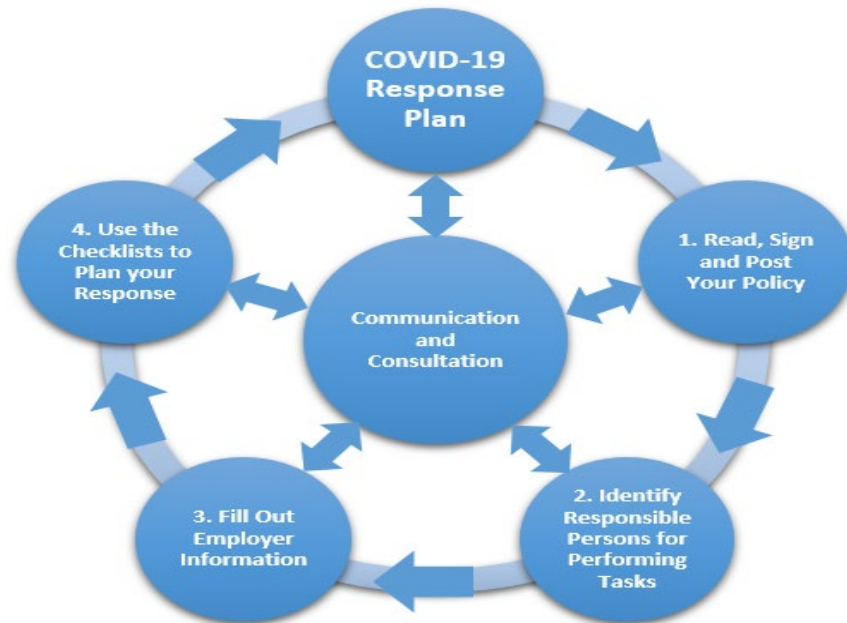 COVID-19
Response
Plan
1. Read, Sign
and Post
Your Policy
2. Identify
Responsible
Persons for
Performing
Tasks
3. Fill Out
Employer
Information
4. Use the
Checklists to
Plan your
Response
Communication
and
Consultation